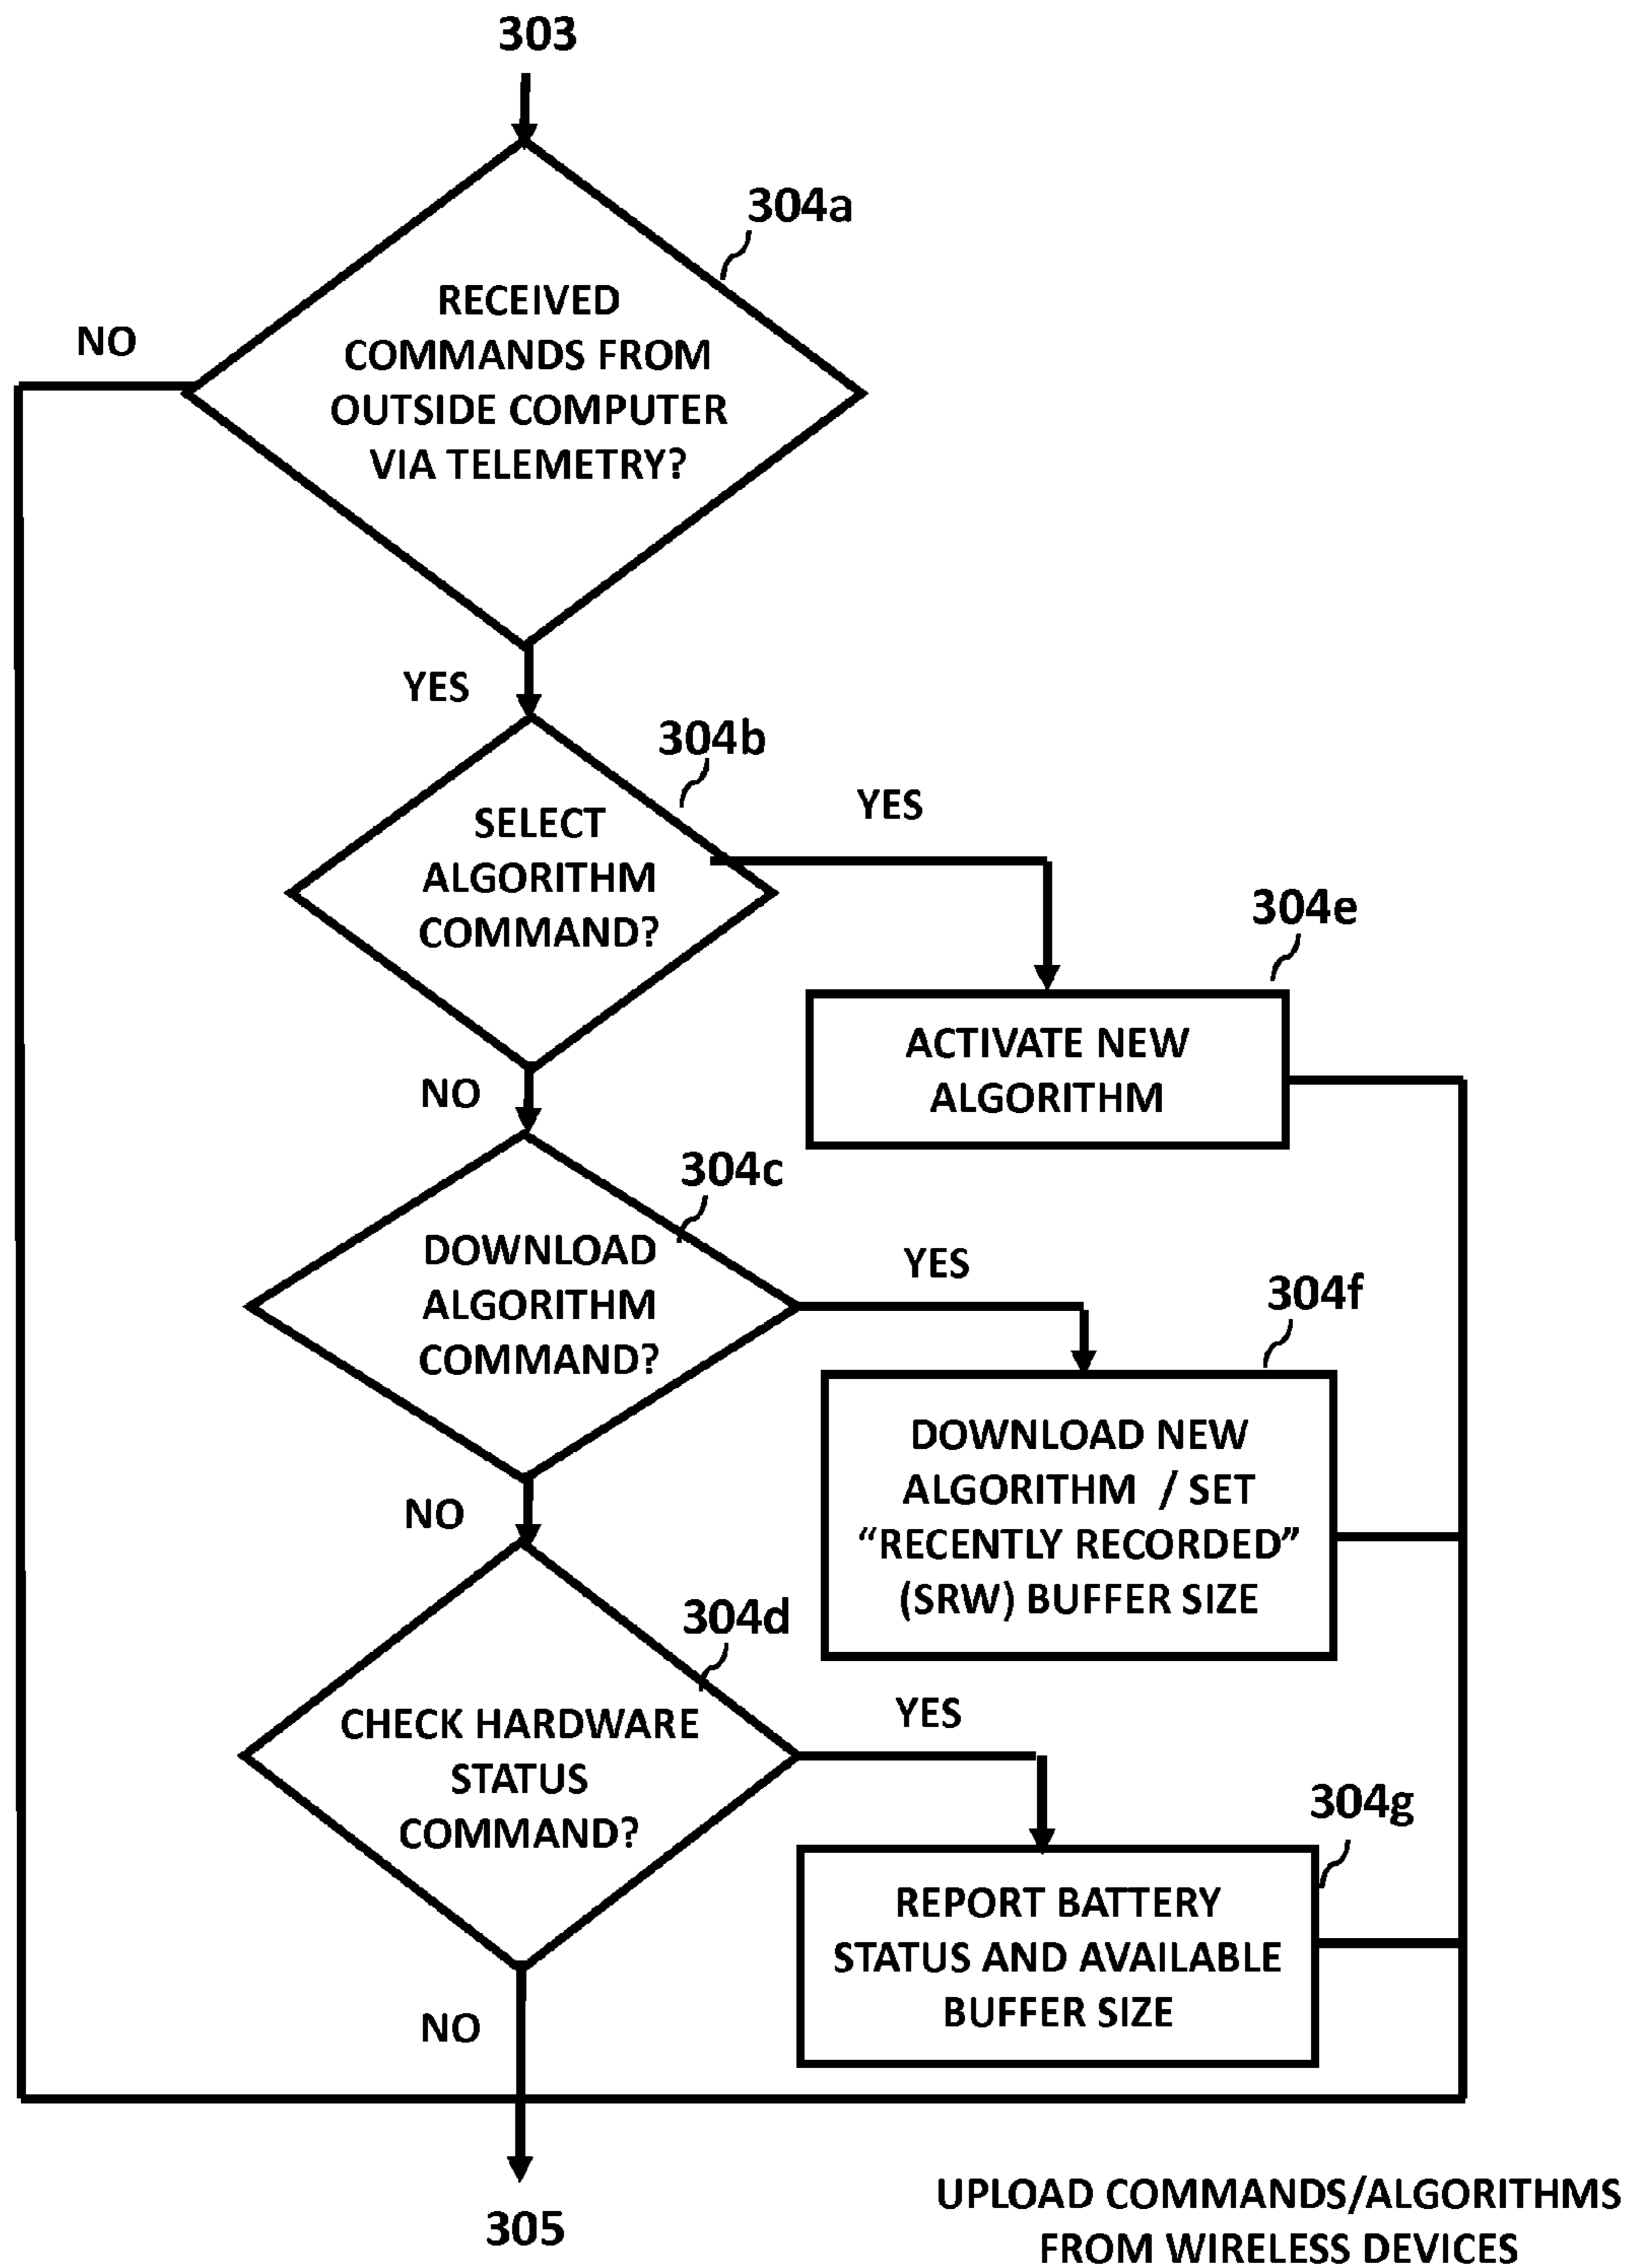 303
304a
RECEIVED
COMMANDS FROM
OUTSIDE COMPUTER
VIA TELEMETRY?
NO
YES
304b
SELECT
ALGORITHM
COMMAND?
YES
304e
ACTIVATE NEW
ALGORITHM
NO
304c
DOWNLOAD
ALGORITHM
COMMAND?
YES
304f
DOWNLOAD NEW
ALGORITHM / SET
“RECENTLY RECORDED”
(SRW) BUFFER SIZE
NO
304d
CHECK HARDWARE
STATUS
COMMAND?
YES
304g
REPORT BATTERY
STATUS AND AVAILABLE
BUFFER SIZE
NO
305
UPLOAD COMMANDS/ALGORITHMS
FROM WIRELESS DEVICES